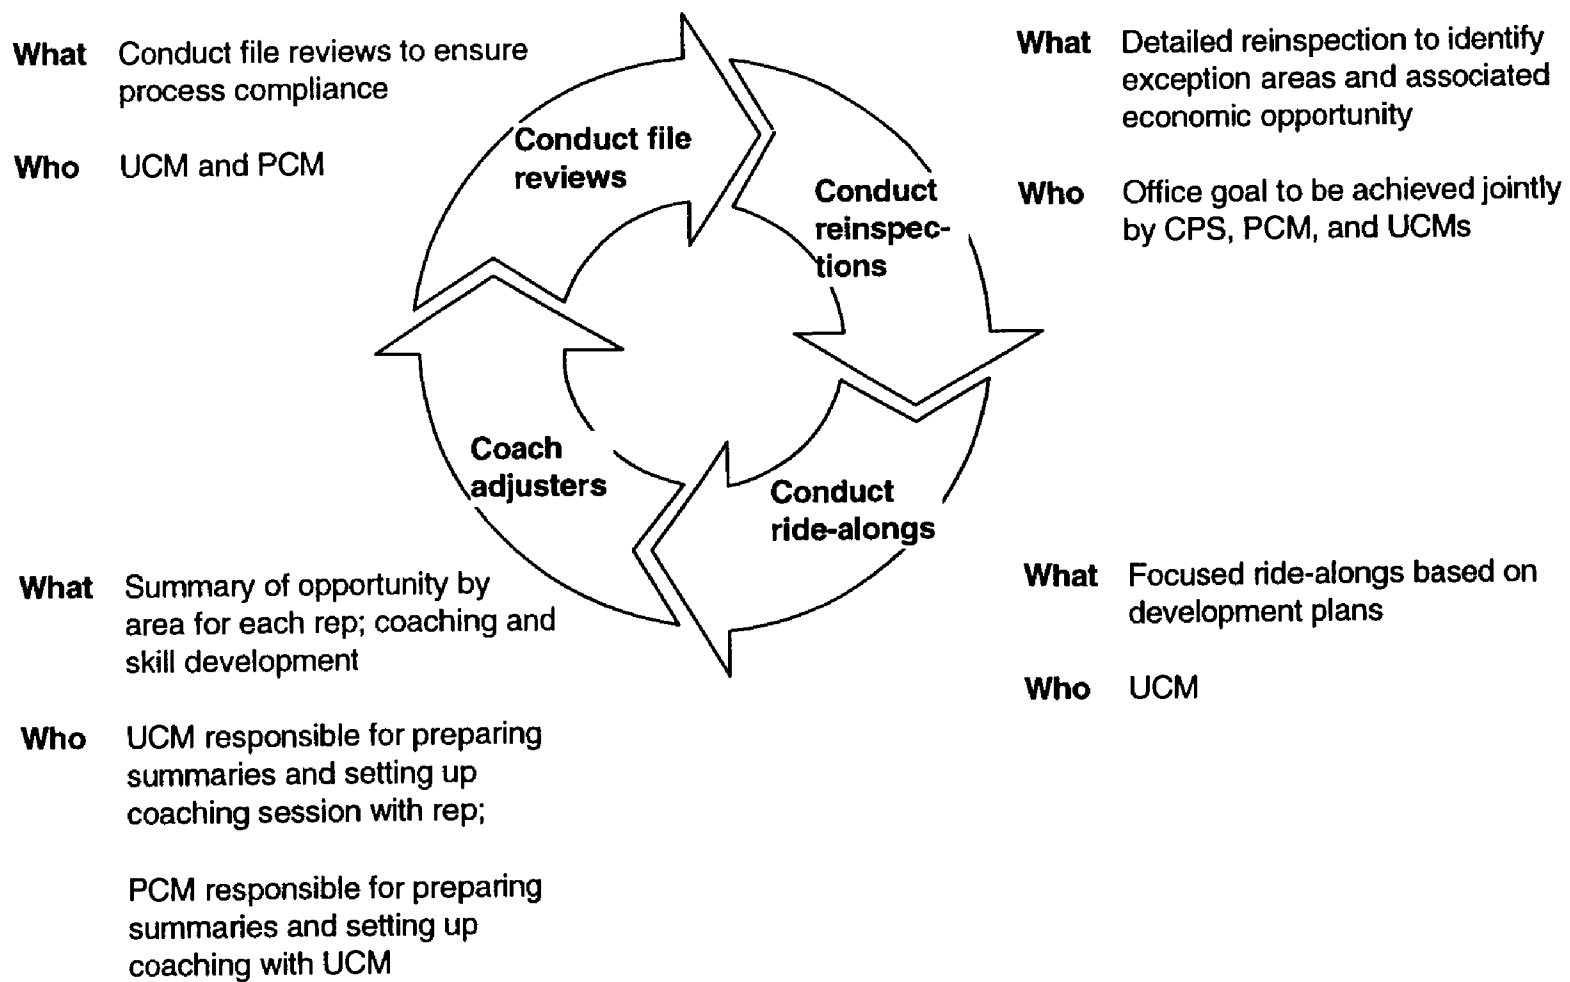 What Conduct file reviews to ensure
process compliance
Who UCM and PCM
Conduct file
reviews
What Detailed reinspection to identify
exception areas and associated
economic opportunity
Who Office goal to be achieved jointly
by CPS, PCM, and UCMs
Conduct
reinspec-
tions
Coach
adjusters
Conduct
ride-alongs
What Summary of opportunity by
area for each rep; coaching and
skill development
Who UCM responsible for preparing
summaries and setting up
coaching session with rep;
PCM responsible for preparing
summaries and setting up
coaching with UCM
What Focused ride-alongs based on
development plans
Who UCM